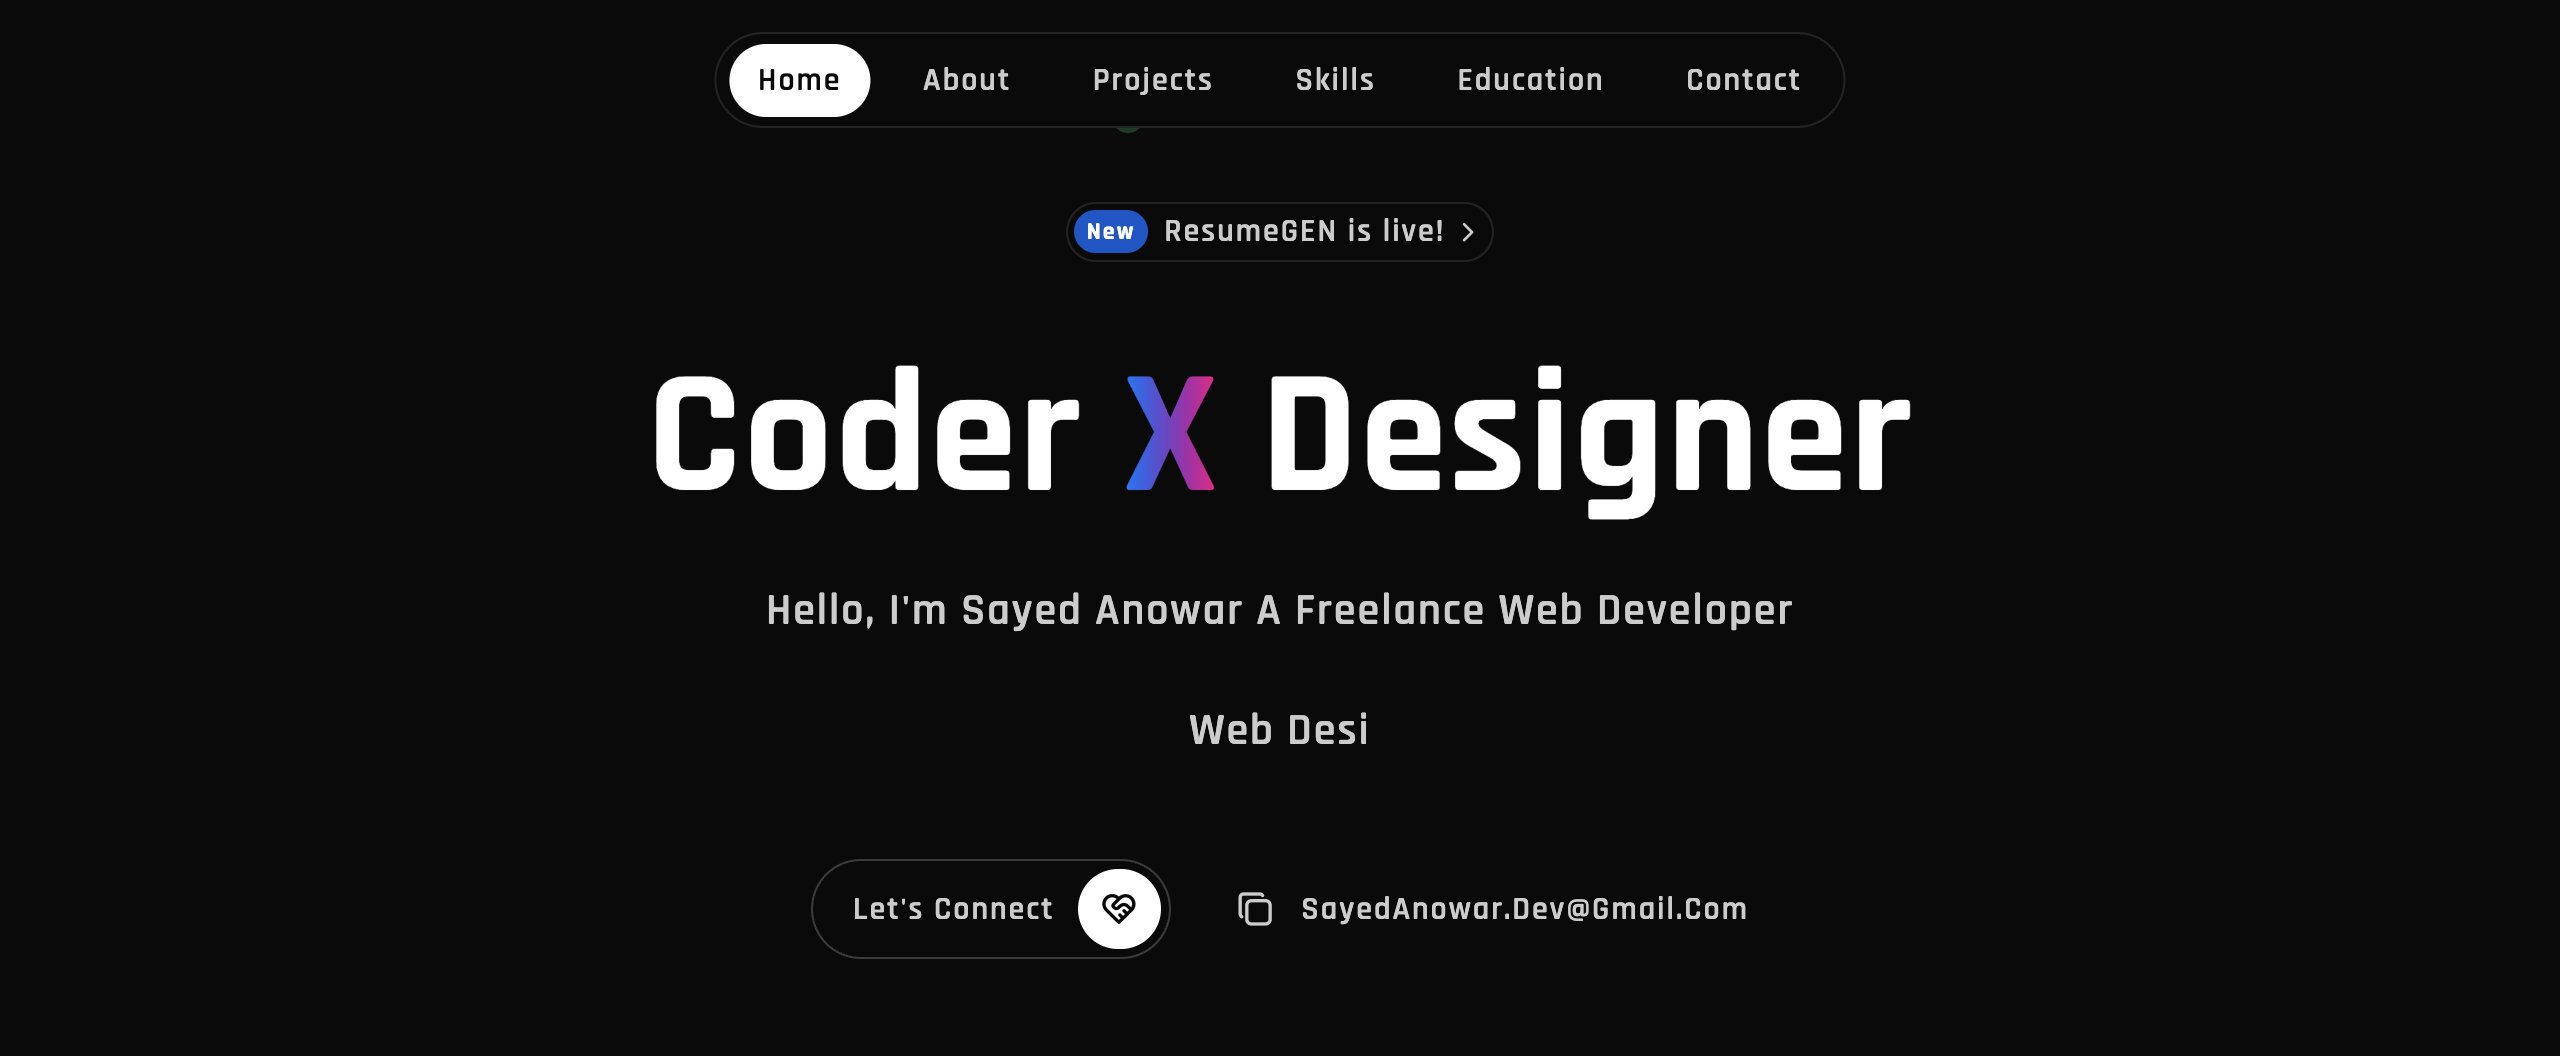 Home About Projects Skills Education Contact
New ResumeGEN is live!
Coder X Designer
Hello, I'm Sayed Anowar A Freelance Web Developer
Web Desi
Let's Connect SayedAnowar.Dev@Gmail.Com